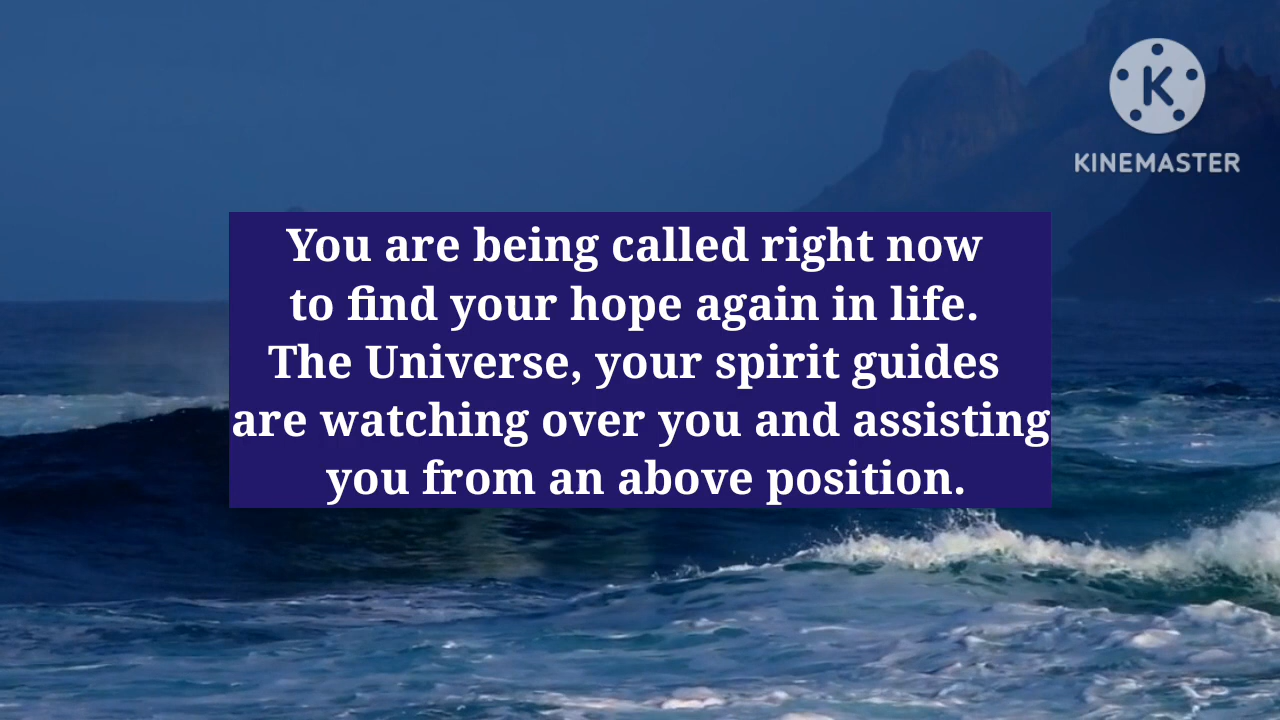 K
KINEMASTER
You are being called right now
to find your hope again in life.
The Universe, your spirit guides
are watching over you and assisting
you from an above position.